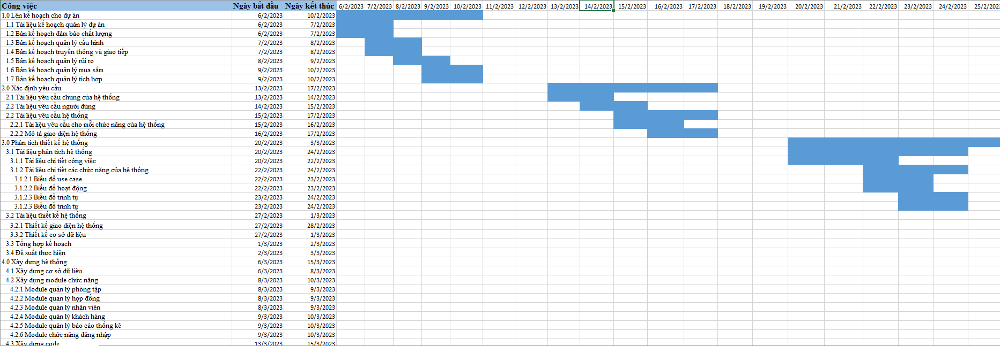 Công việc Ngày bắt đầu Ngày kết thúc 6/2/2023 7/2/2023 8/2/2023 9/2/2023 10/2/2023 11/2/2023 12/2/2023 13/2/2023 14/2/2023 15/2/2023 16/2/2023 17/2/2023 18/2/2023 19/2/2023 20/2/2023 21/2/2023 22/2/2023 23/2/2023 24/2/2023 25/2/202
1.0 Lên kế hoạch cho dự án 6/2/2023 10/2/2023
1.1 Tài liệu kế hoạch quản lý dự án 6/2/2023 7/2/2023
1.2 Bản kế hoạch đảm bảo chất lượng 6/2/2023 7/2/2023
1.3 Bản kế hoạch quản lý cấu hình 7/2/2023 8/2/2023
1.4 Bản kế hoạch truyền thông và giao tiếp 7/2/2023 8/2/2023
1.5 Bản kế hoạch quản lý rủi ro 8/2/2023 9/2/2023
1.6 Bản kế hoạch quản lý mua sắm 9/2/2023 10/2/2023
1.7 Bản kế hoạch quản lý tích hợp 9/2/2023 10/2/2023
2.0 Xác định yêu cầu 13/2/2023 17/2/2023
2.1 Tài liệu yêu cầu chung của hệ thống 13/2/2023 14/2/2023
2.2 Tài liệu yêu cầu người dùng 14/2/2023 15/2/2023
2.2 Tài liệu yêu cầu hệ thống 15/2/2023 17/2/2023
2.2.1 Tài liệu yêu cầu cho mỗi chức năng của hệ thống 15/2/2023 16/2/2023
2.2.2 Mô tả giao diện hệ thống 16/2/2023 17/2/2023
3.0 Phân tích thiết kế hệ thống 20/2/2023 3/3/2023
3.1 Tài liệu phân tích hệ thống 20/2/2023 24/2/2023
3.1.1 Tài liệu chi tiết công việc 20/2/2023 22/2/2023
3.1.2 Tài liệu chi tiết các chức năng của hệ thống 22/2/2023 24/2/2023
3.1.2.1 Biểu đồ use case 22/2/2023 23/2/2023
3.1.2.2 Biểu đồ hoạt động 22/2/2023 23/2/2023
3.1.2.3 Biểu đồ trình tự 23/2/2023 24/2/2023
3.1.2.3 Biểu đồ trình tự 23/2/2023 24/2/2023
3.2 Tài liệu thiết kế hệ thống 27/2/2023 1/3/2023
3.2.1 Thiết kế giao diện hệ thống 27/2/2023 28/2/2023
3.3.2 Thiết kế cơ sở dữ liệu 27/2/2023 1/3/2023
3.3 Tổng hợp kế hoạch 1/3/2023 2/3/2023
3.4 Đề xuất thực hiện 2/3/2023 3/3/2023
4.0 Xây dựng hệ thống 6/3/2023 15/3/2023
4.1 Xây dựng cơ sở dữ liệu 6/3/2023 8/3/2023
4.2 Xây dựng module chức năng 8/3/2023 10/3/2023
4.2.1 Module quản lý phòng tập 8/3/2023 9/3/2023
4.2.2 Module quản lý hợp đồng 8/3/2023 9/3/2023
4.2.3 Module quản lý nhân viên 8/3/2023 9/3/2023
4.2.4 Module quản lý khách hàng 9/3/2023 10/3/2023
4.2.5 Module quản lý báo cáo thống kê 9/3/2023 10/3/2023
4.2.6 Module chức năng đăng nhập 9/3/2023 10/3/2023
4.3 Xây dựng code 13/3/2023 15/3/2023